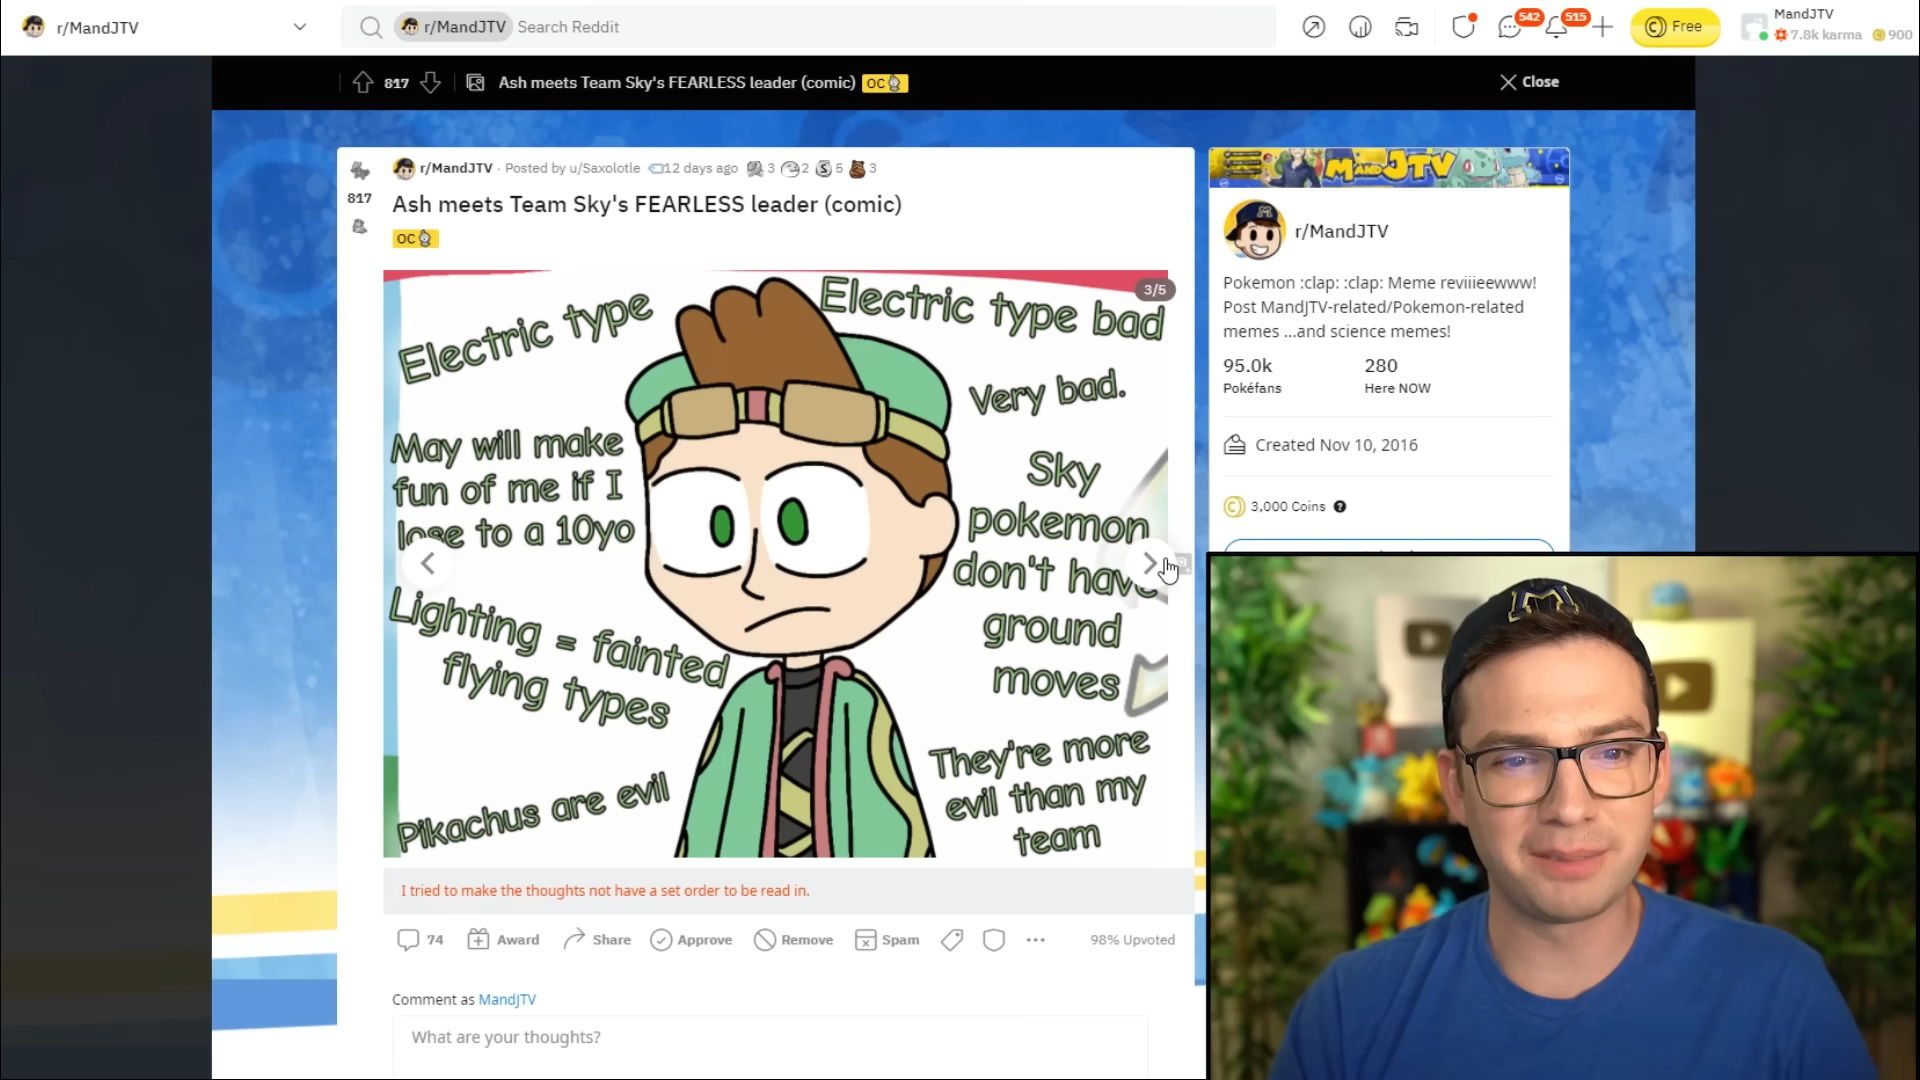 r/MandJTV
r/MandJTV Search Reddit
542
515
Free
MandJTV
7.8k karma
900
817
Ash meets Team Sky's FEARLESS leader (comic)
OC
Close
r/MandJTV · Posted by u/Saxolotle 12 days ago 3 2 5 3
817
Ash meets Team Sky's FEARLESS leader (comic)
OC
3/5
Electric type
Electric type bad
Very bad.
May will make
fun of me if I
lose to a 10yo
Sky
pokemon
don't have
ground
moves
Lighting = fainted
flying types
Pikachus are evil
They're more
evil than my
team
I tried to make the thoughts not have a set order to be read in.
74
Award
Share
Approve
Remove
Spam
98% Upvoted
Comment as MandJTV
What are your thoughts?
MANDJTV
r/MandJTV
Pokemon :clap: :clap: Meme reviiieewww!
Post MandJTV-related/Pokemon-related
memes ...and science memes!
95.0k
280
Pokéfans
Here NOW
Created Nov 10, 2016
3,000 Coins
M